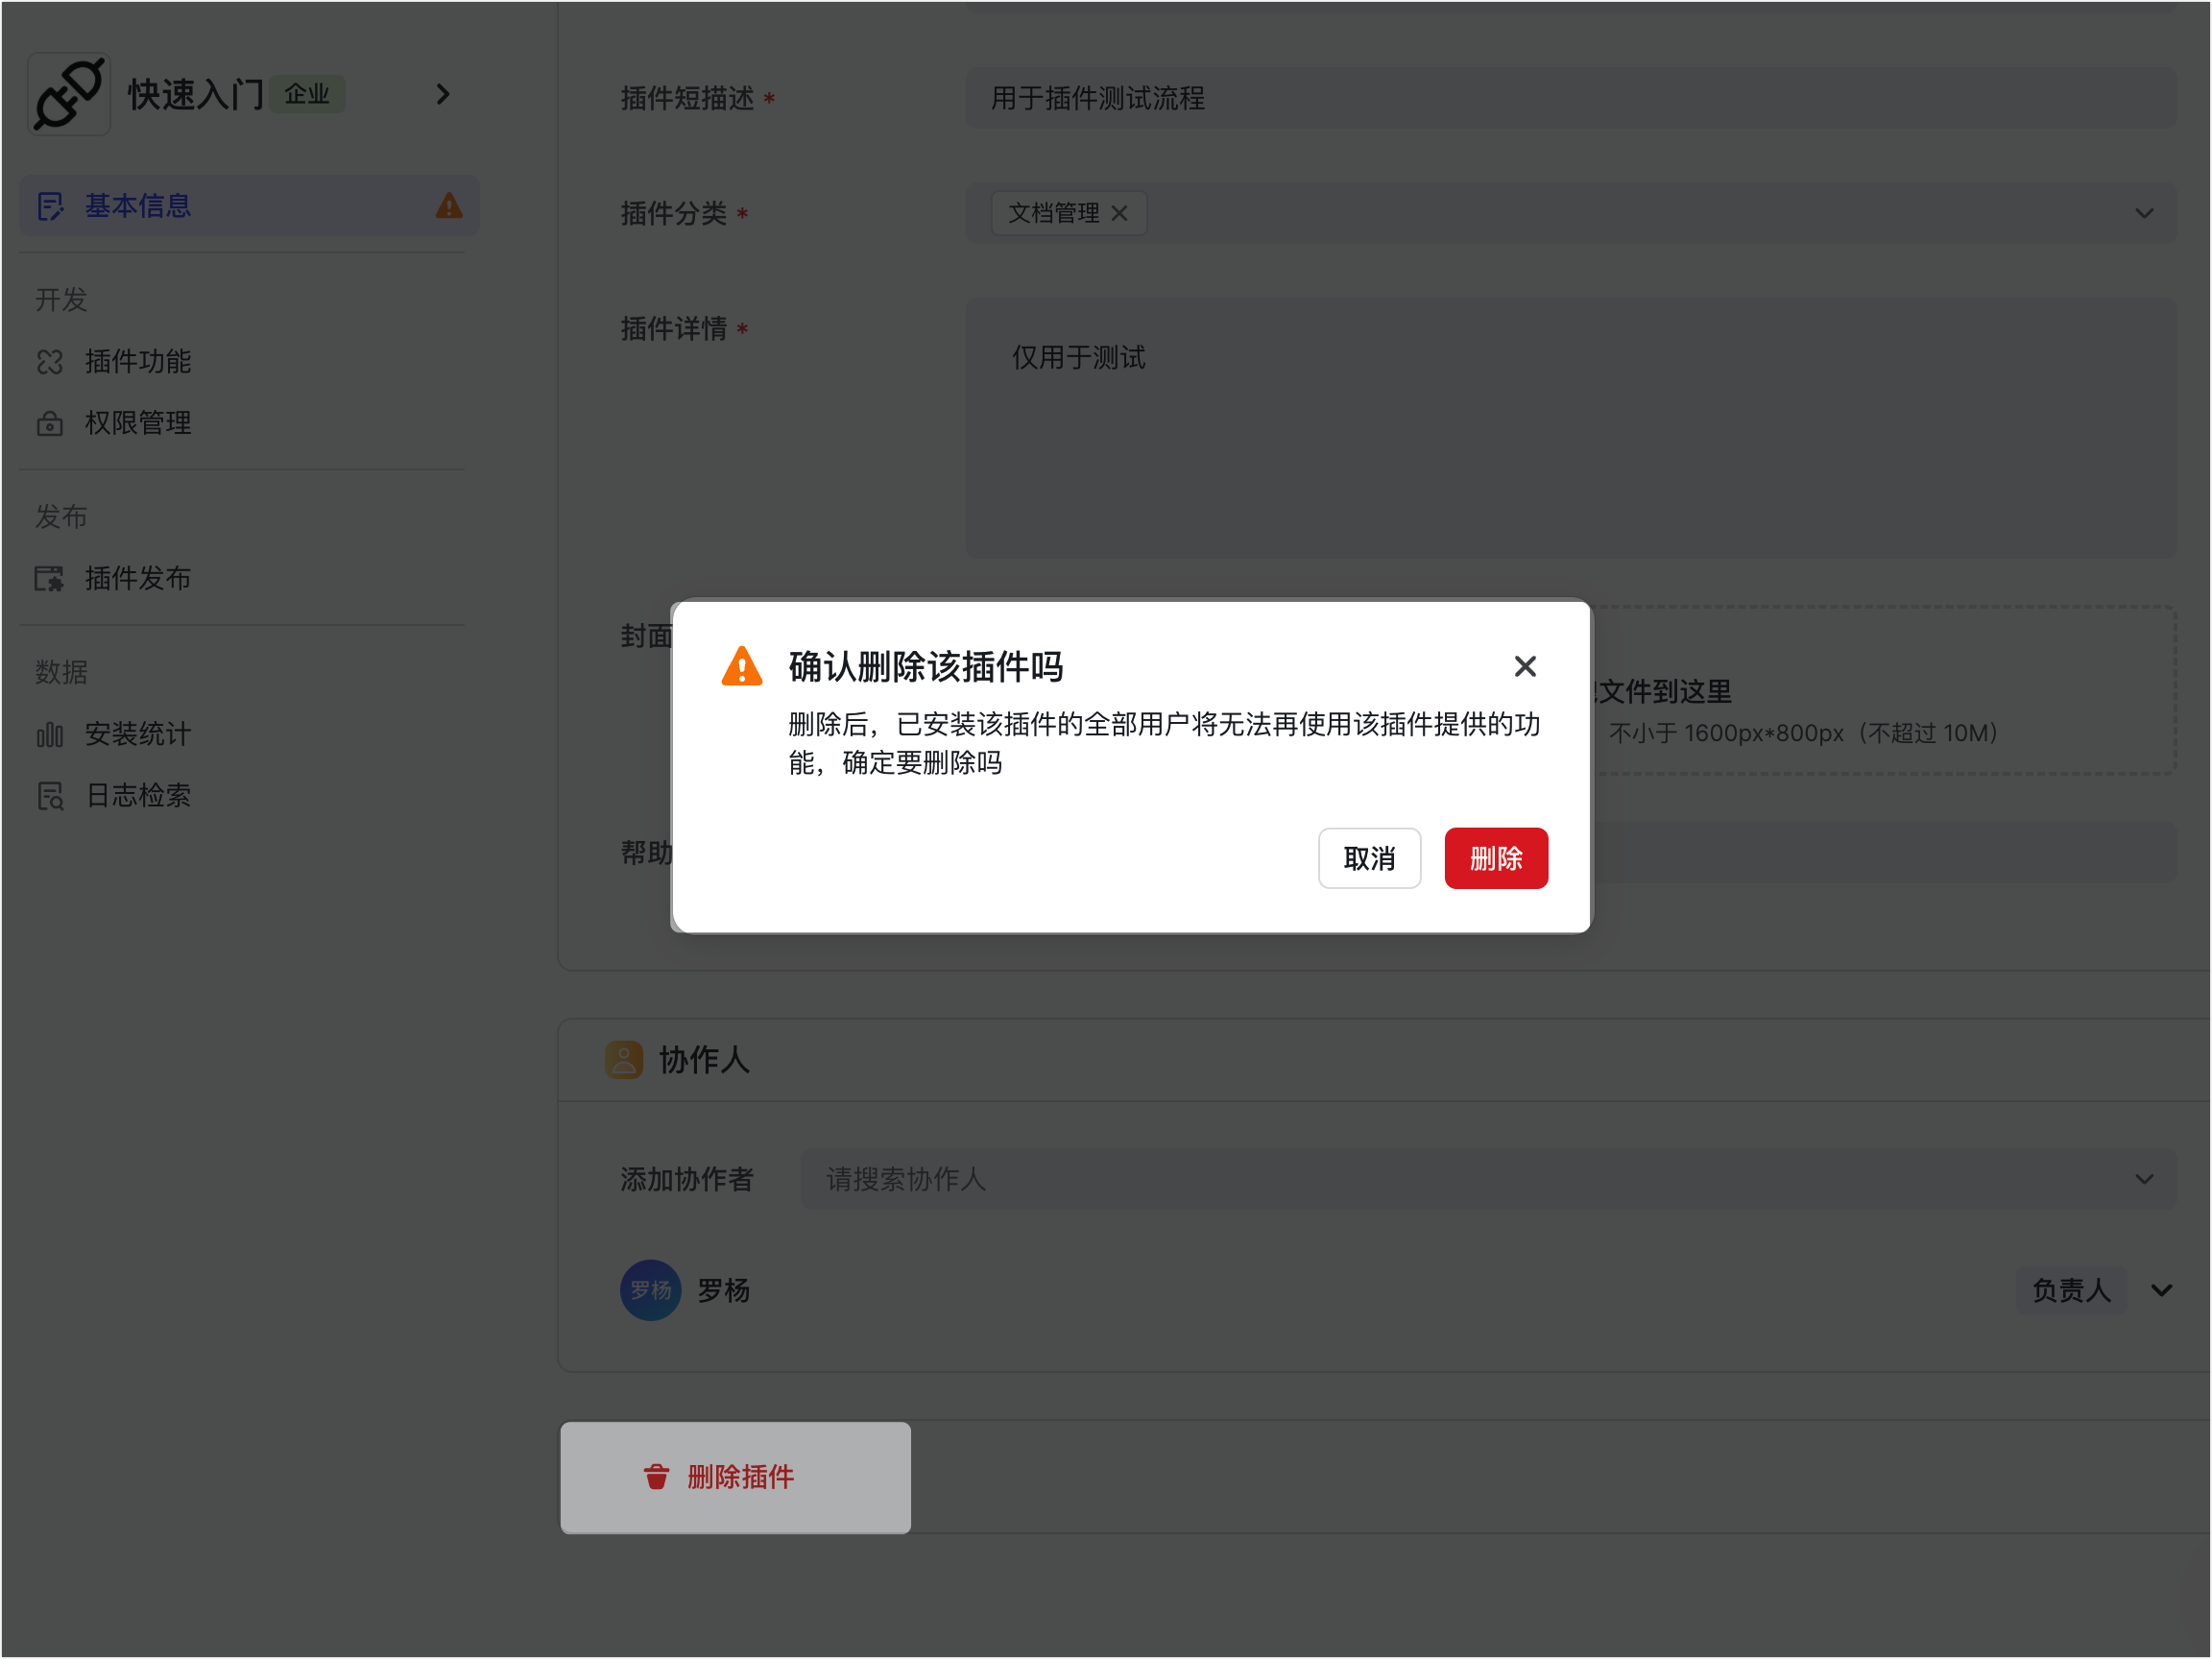 快速入门 企业
基本信息
开发
插件功能
权限管理
发布
插件发布
数据
安装统计
日志检索
插件短描述 *
用于插件测试流程
插件分类 *
文档管理
插件详情 *
仅用于测试
封面
文件到这里
不小于 1600px*800px（不超过 10M）
帮助
确认删除该插件吗
删除后，已安装该插件的全部用户将无法再使用该插件提供的功
能，确定要删除吗
取消 删除
协作人
添加协作者
请搜索协作人
罗杨 罗杨
负责人
删除插件